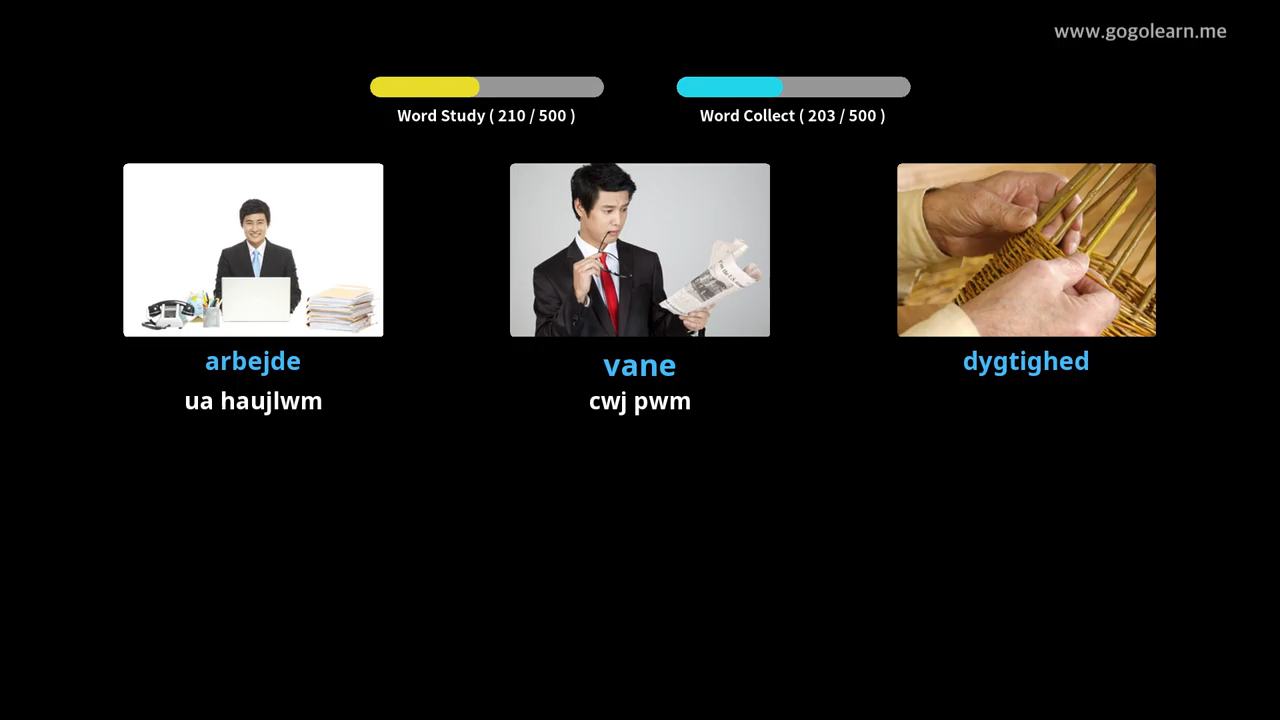 www.gogolearn.me
Word Study ( 210 / 500 )
Word Collect ( 203 / 500 )
arbejde
vane
dygtighed
ua haujlwm
cwj pwm